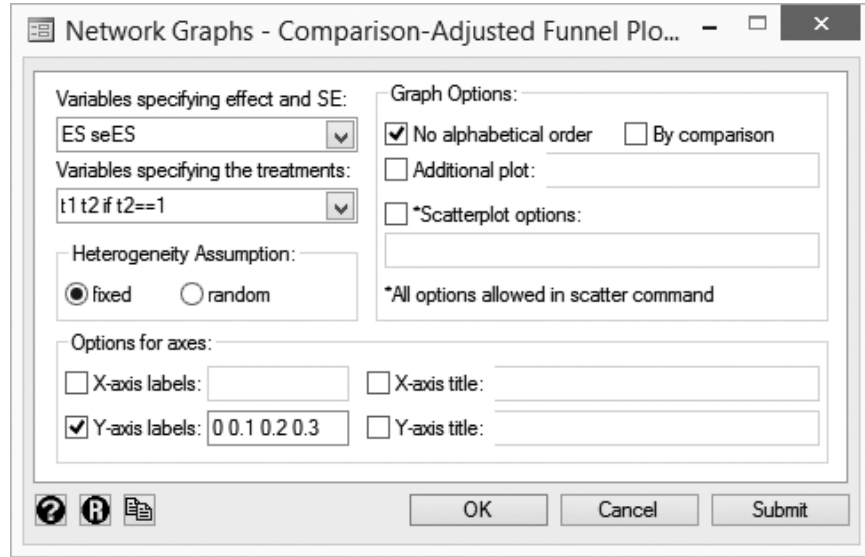 Network Graphs - Comparison-Adjusted Funnel Plo...
Variables specifying effect and SE:
ES seES
Variables specifying the treatments:
t1 t2 if t2==1
Heterogeneity Assumption:
fixed
random
Graph Options:
No alphabetical order
By comparison
Additional plot:
*Scatterplot options:
*All options allowed in scatter command
Options for axes:
X-axis labels:
X-axis title:
Y-axis labels: 0 0.1 0.2 0.3
Y-axis title:
? R
OK
Cancel
Submit